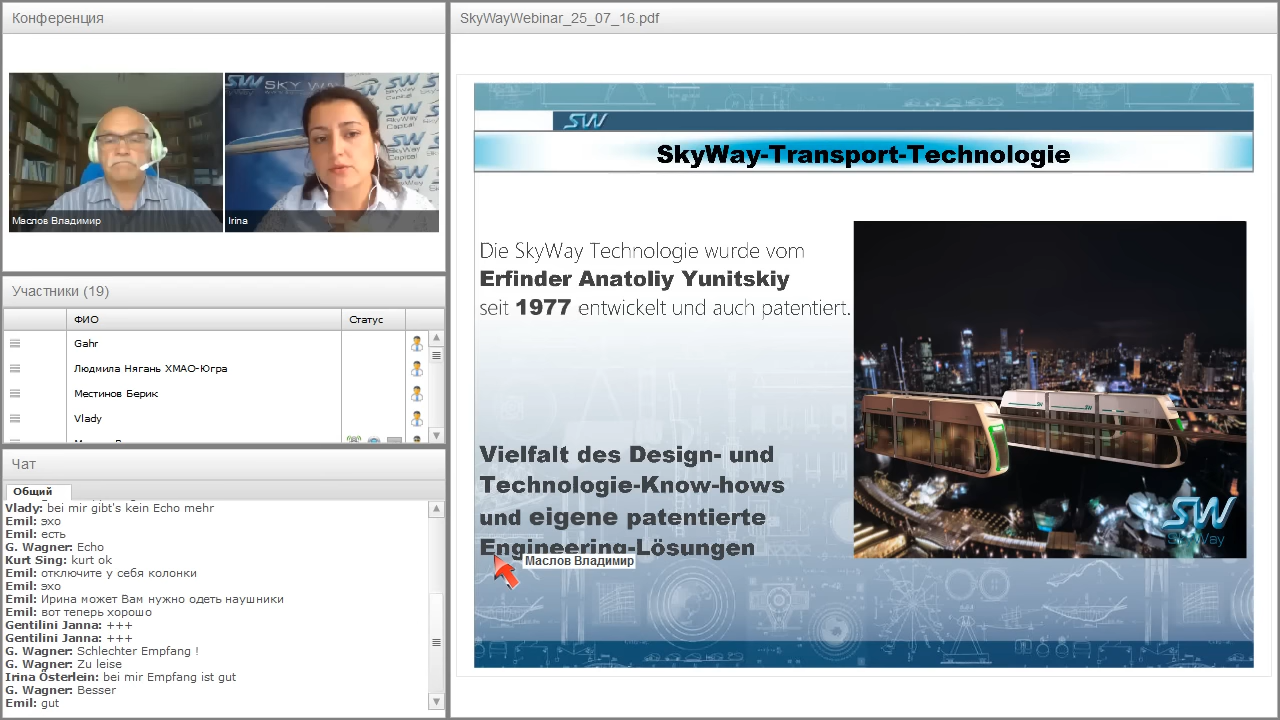 Конференция
Маслов Владимир
Irina
Участники (19)
ФИО
Статус
Gahr
Людмила Нягань ХМАО-Югра
Местинов Берик
Vlady
Чат
Общий
Vlady: bei mir gibt's kein Echo mehr
Emil: эхо
Emil: есть
G. Wagner: Echo
Kurt Sing: kurt ok
Emil: отключите у себя колонки
Emil: эхо
Emil: Ирина может Вам нужно одеть наушники
Emil: вот теперь хорошо
Gentilini Janna: +++
Gentilini Janna: +++
G. Wagner: Schlechter Empfang !
G. Wagner: Zu leise
Irina Österlein: bei mir Empfang ist gut
G. Wagner: Besser
Emil: gut
SkyWayWebinar_25_07_16.pdf
SW
SkyWay-Transport-Technologie
Die SkyWay Technologie wurde vom
Erfinder Anatoliy Yunitskiy
seit 1977 entwickelt und auch patentiert.
Vielfalt des Design- und
Technologie-Know-hows
und eigene patentierte
Engineering-Lösungen
Маслов Владимир
SW
SkyWay